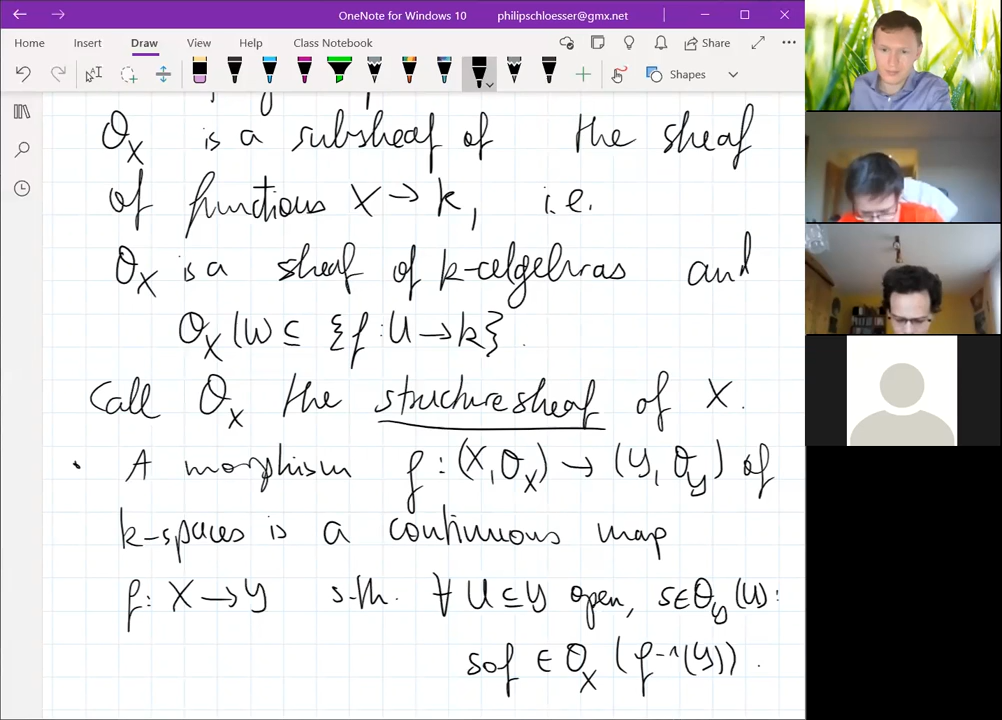 OneNote for Windows 10
philipschloesser@gmx.net
Home Insert Draw View Help Class Notebook
Share
Shapes
𝒪_X is a subsheaf of the sheaf
of functions X → k, i.e.
𝒪_X is a sheaf of k-algebras and
𝒪_X(U) ⊆ {f: U → k}.
Call 𝒪_X the structure sheaf of X.
• A morphism f: (X, 𝒪_X) → (Y, 𝒪_Y) of
k-spaces is a continuous map
f: X → Y s.th. ∀ U ⊆ Y open, s ∈ 𝒪_Y(U):
s∘f ∈ 𝒪_X(f⁻¹(Y)).